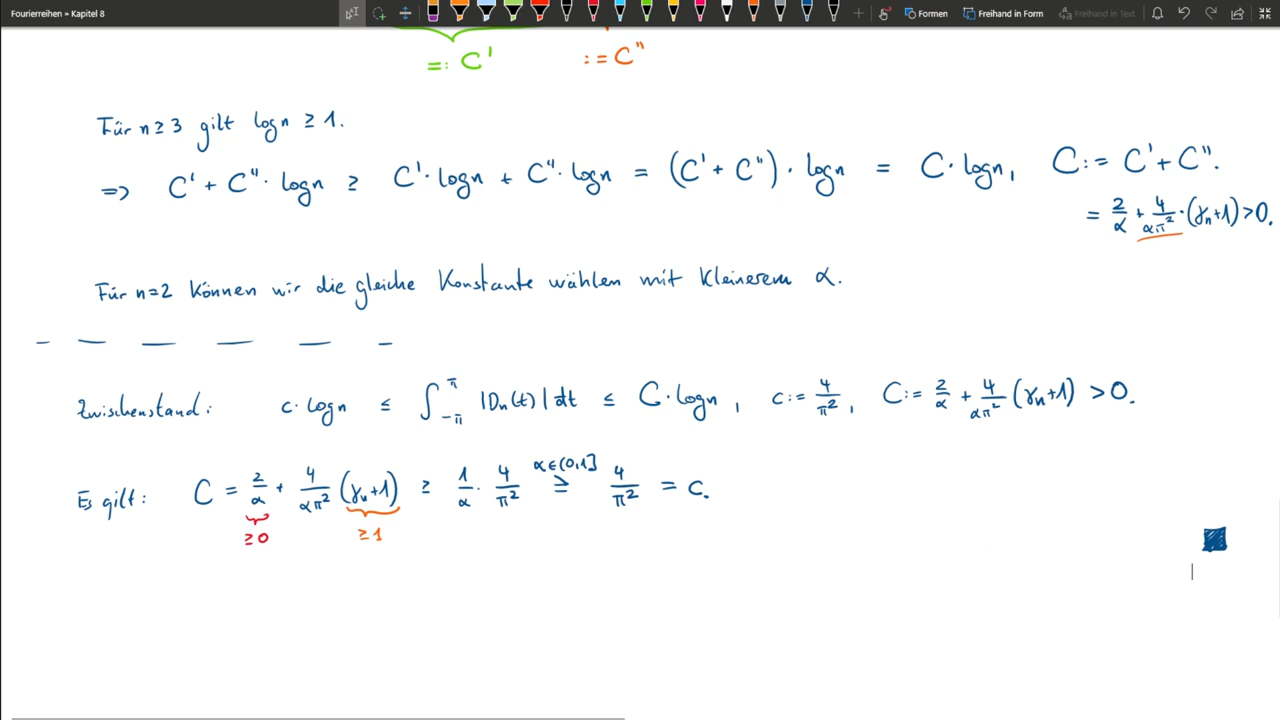 Fourierreihen » Kapitel 8
Formen Freihand in Form Freihand in Text
=: C' := C''
Für n ≥ 3 gilt log n ≥ 1.
=> C' + C''· log n ≥ C'· log n + C''· log n = (C' + C'') · log n = C · log n, C := C' + C''.
= 2/α + 4/(απ²) · (γₙ+1) > 0.
Für n=2 können wir die gleiche Konstante wählen mit kleinerem α.
Zwischenstand: c· log n ≤ ∫_{-π}^{π} |Dₙ(t)| dt ≤ C · log n, c := 4/π², C := 2/α + 4/(απ²) (γₙ+1) > 0.
Es gilt: C = 2/α + 4/(απ²) (γₙ+1) ≥ 1/α · 4/π² ≥ 4/π² = c.
α∈(0,1]
≥0 ≥1